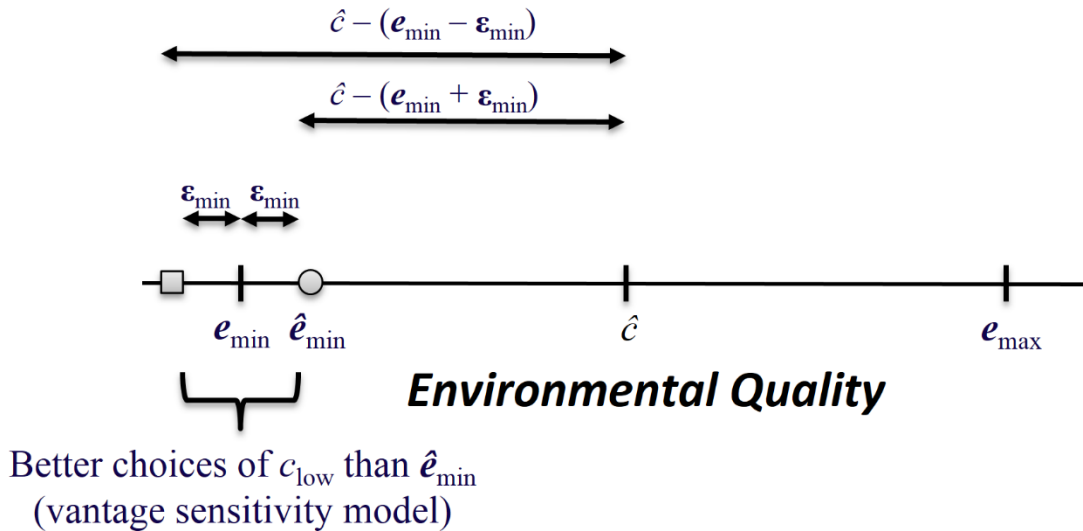 ĉ – (e_min – ε_min)
ĉ – (e_min + ε_min)
ε_min ε_min
e_min ê_min ĉ e_max
Environmental Quality
Better choices of c_low than ê_min
(vantage sensitivity model)